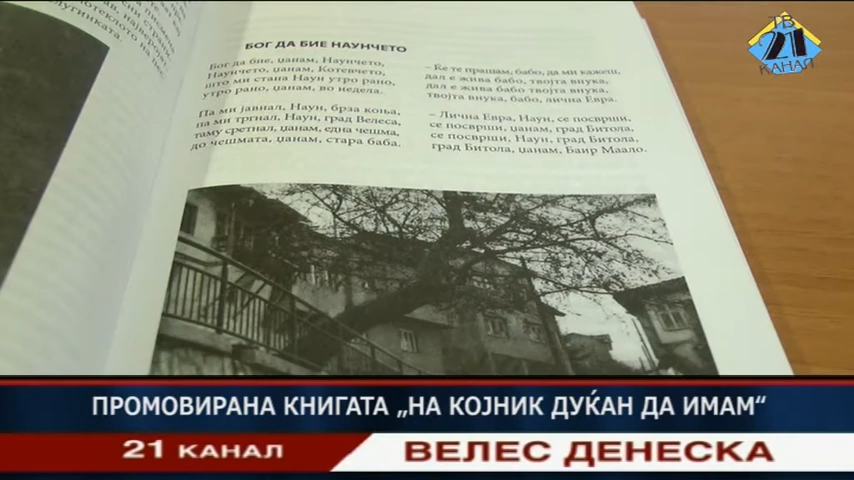 ТВ
21
КАНАЛ
БОГ ДА БИЕ НАУНЧЕТО
Бог да бие, џанам, Наунчето,
Наунчето, џанам, Котевчето,
што ми стана Наун утро рано,
утро рано, џанам, во недела.
Па ми јавнал, Наун, брза коња,
па ми тргнал, Наун, град Велеса,
таму сретнал, џанам, една чешма,
до чешмата, џанам, стара баба.
– Ќе те прашам, бабо, да ми кажеш,
дал е жива бабо твојта внука,
дал е жива бабо твојта внука,
твојта внука, бабо, лична Евра.
– Лична Евра, Наун, се посврши,
се посврши, џанам, град Битола,
се посврши, Наун, град Битола,
град Битола, џанам, Баир Маало.
ПРОМОВИРАНА КНИГАТА „НА КОЈНИК ДУЌАН ДА ИМАМ“
21 КАНАЛ
ВЕЛЕС ДЕНЕСКА